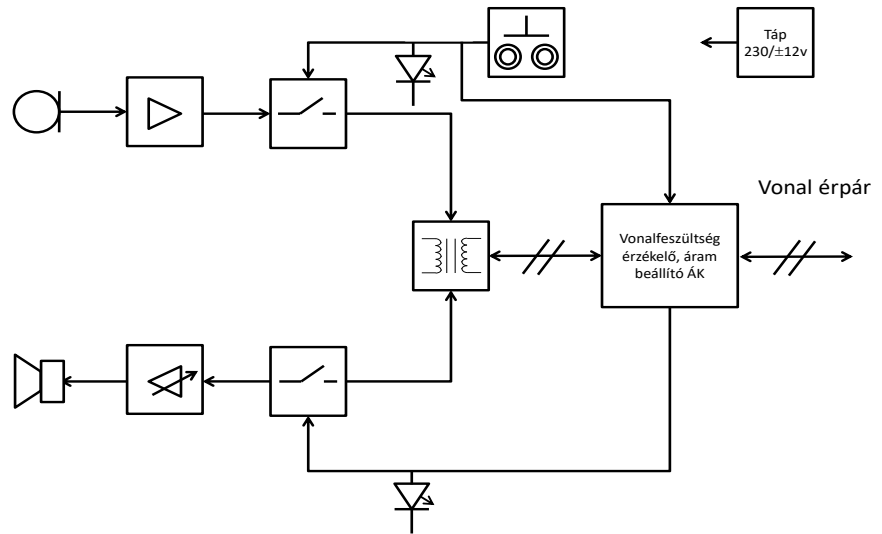 Táp
230/±12v
Vonal érpár
Vonalfeszültség
érzékelő, áram
beállító ÁK